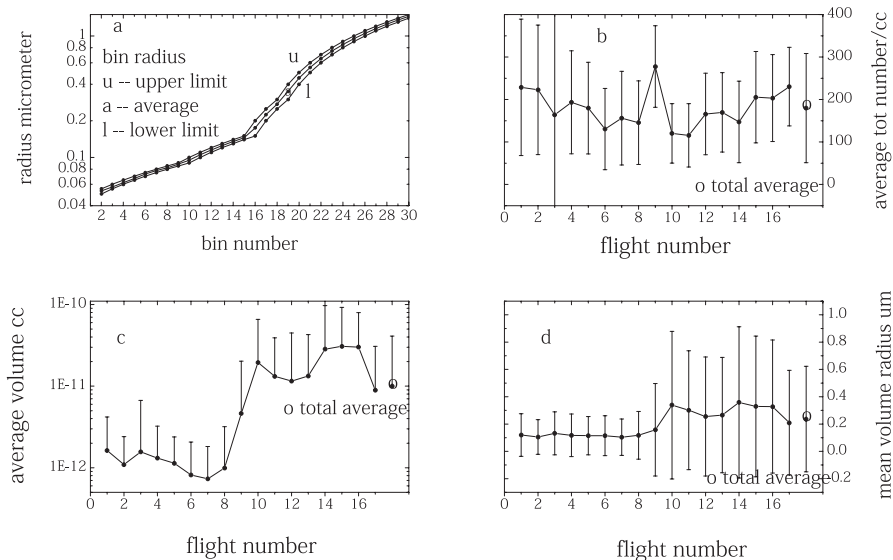 a
bin radius
u -- upper limit
a -- average
l -- lower limit
u
l
1
0.4
0.2
0.1
0.08
0.06
0.04
2 4 6 8 10 12 14 16 18 20 22 24 26 28 30
radius micrometer
bin number
b
400
300
200
100
0
o
o total average
0 2 4 6 8 10 12 14 16
average tot number/cc
flight number
c
1E-10
1E-11
1E-12
o
o total average
0 2 4 6 8 10 12 14 16 18
average volume cc
flight number
d
1.0
0.8
0.6
0.4
0.2
0.0
-0.2
o
o total average
0 2 4 6 8 10 12 14 16 18
mean volume radius um
flight number